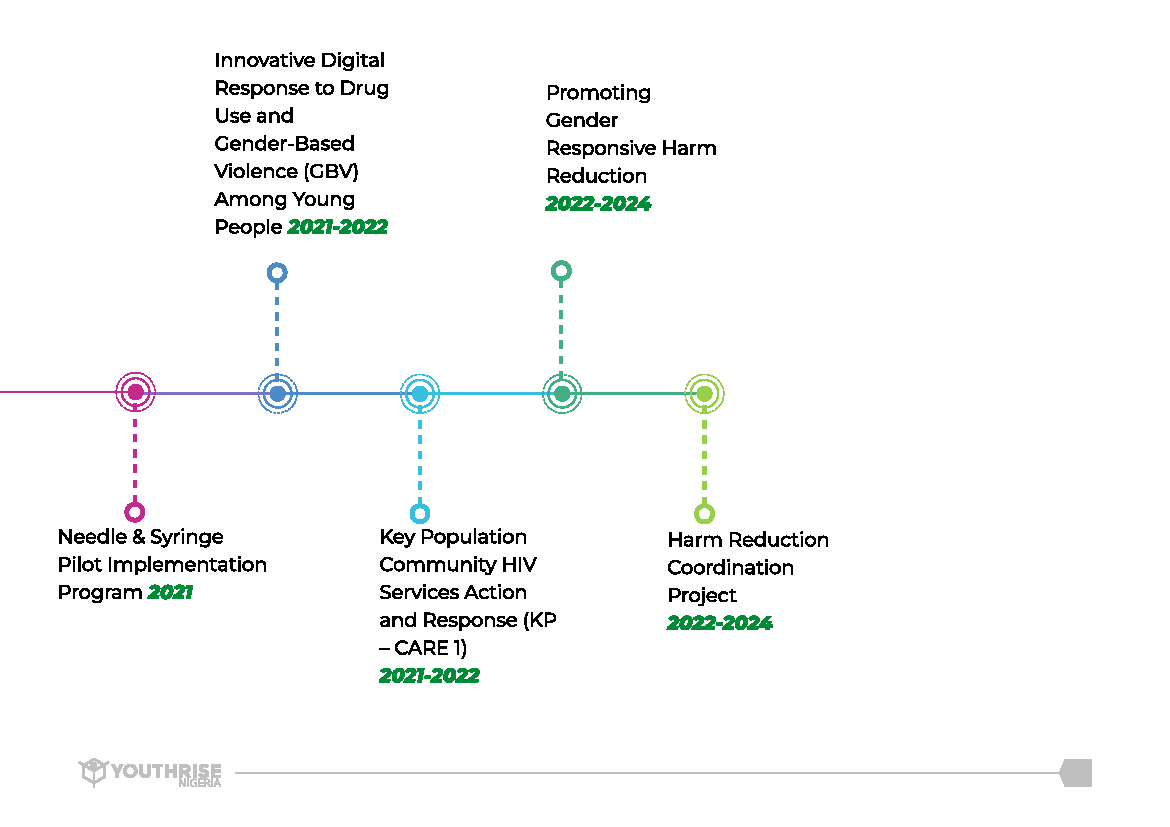 Innovative Digital
Response to Drug
Use and
Gender-Based
Violence (GBV)
Among Young
People 2021-2022
Promoting
Gender
Responsive Harm
Reduction
2022-2024
Needle & Syringe
Pilot Implementation
Program 2021
Key Population
Community HIV
Services Action
and Response (KP
– CARE 1)
2021-2022
Harm Reduction
Coordination
Project
2022-2024
YOUTHRISE
NIGERIA